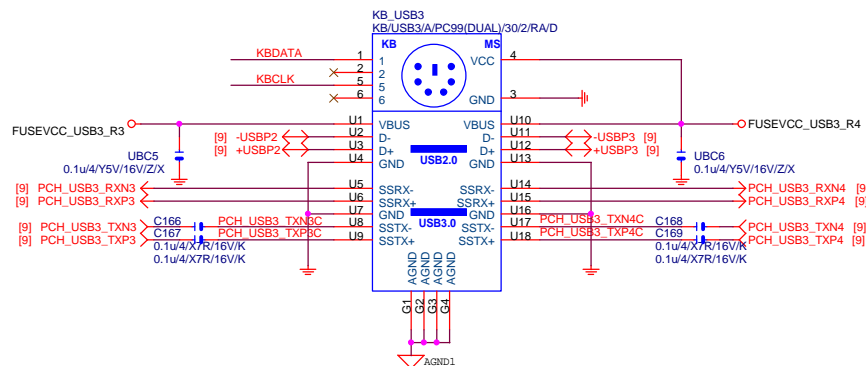 KB_USB3
KB/USB3/A/PC99(DUAL)/30/2/RA/D
KB MS
KBDATA 1 1 VCC 4
2 2
KBCLK 5 5
6 6 GND 3
FUSEVCC_USB3_R3 U1 VBUS VBUS U10 FUSEVCC_USB3_R4
[9] -USBP2 U2 D- D- U11 -USBP3 [9]
[9] +USBP2 U3 D+ D+ U12 +USBP3 [9]
UBC5 U4 GND USB2.0 GND U13 UBC6
0.1u/4/Y5V/16V/Z/X 0.1u/4/Y5V/16V/Z/X
[9] PCH_USB3_RXN3 U5 SSRX- SSRX- U14 PCH_USB3_RXN4 [9]
[9] PCH_USB3_RXP3 U6 SSRX+ SSRX+ U15 PCH_USB3_RXP4 [9]
U7 GND USB3.0 GND U16
[9] PCH_USB3_TXN3 C166 PCH_USB3_TXN3C U8 SSTX- SSTX- U17 PCH_USB3_TXN4C C168 PCH_USB3_TXN4 [9]
[9] PCH_USB3_TXP3 C167 PCH_USB3_TXP3C U9 SSTX+ SSTX+ U18 PCH_USB3_TXP4C C169 PCH_USB3_TXP4 [9]
0.1u/4/X7R/16V/K 0.1u/4/X7R/16V/K
0.1u/4/X7R/16V/K 0.1u/4/X7R/16V/K
AGND AGND AGND AGND
G1 G2 G3 G4
AGND1